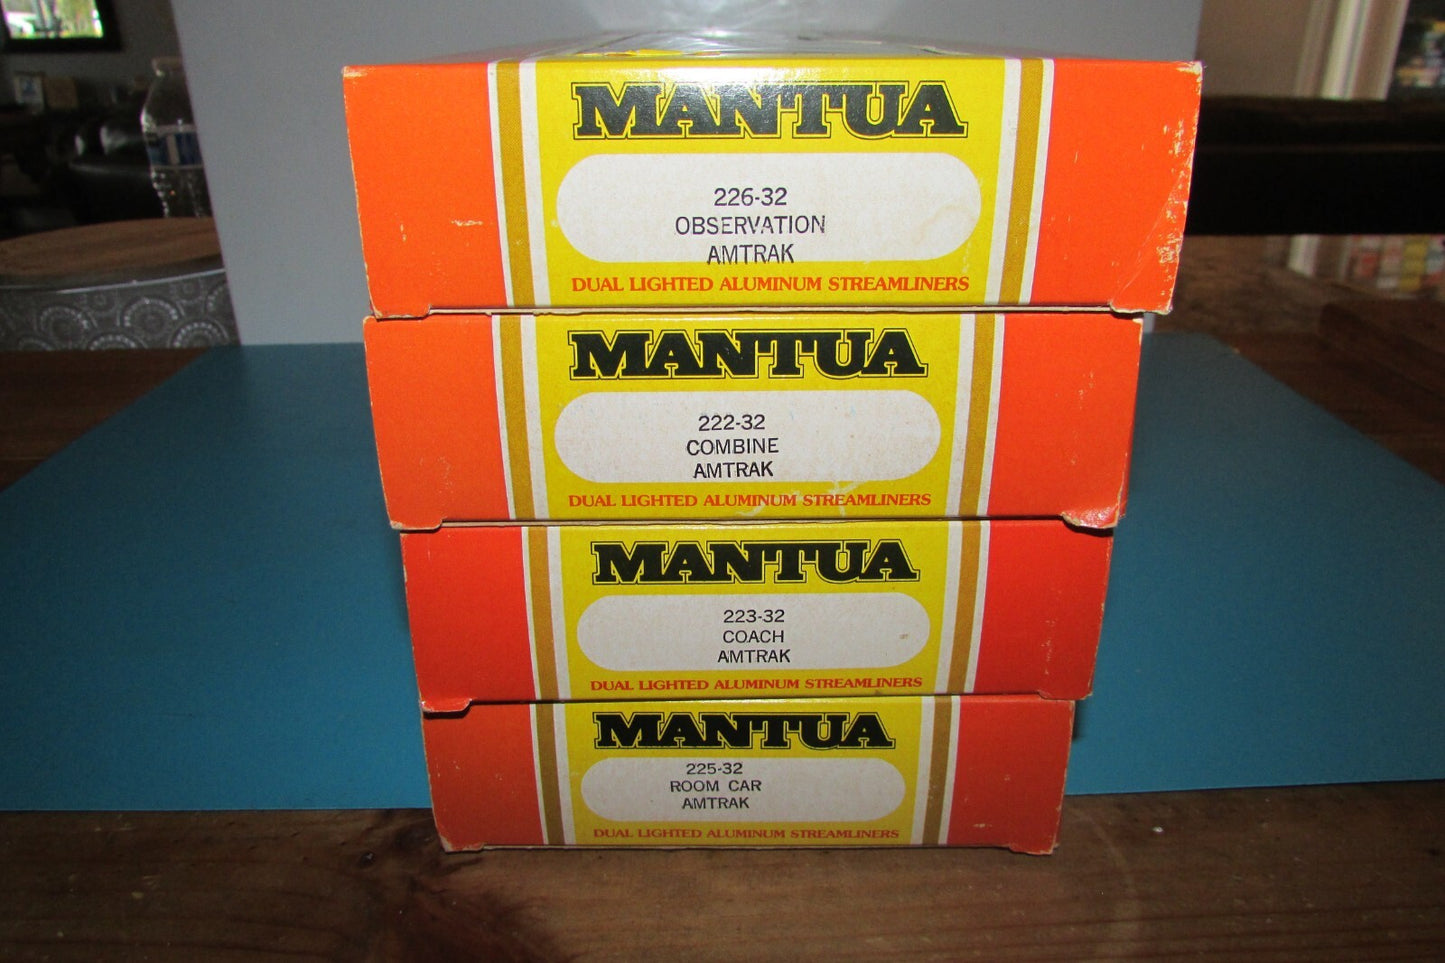 MANTUA
226-32
OBSERVATION
AMTRAK
DUAL LIGHTED ALUMINUM STREAMLINERS
MANTUA
222-32
COMBINE
AMTRAK
DUAL LIGHTED ALUMINUM STREAMLINERS
MANTUA
223-32
COACH
AMTRAK
DUAL LIGHTED ALUMINUM STREAMLINERS
MANTUA
225-32
ROOM CAR
AMTRAK
DUAL LIGHTED ALUMINUM STREAMLINERS